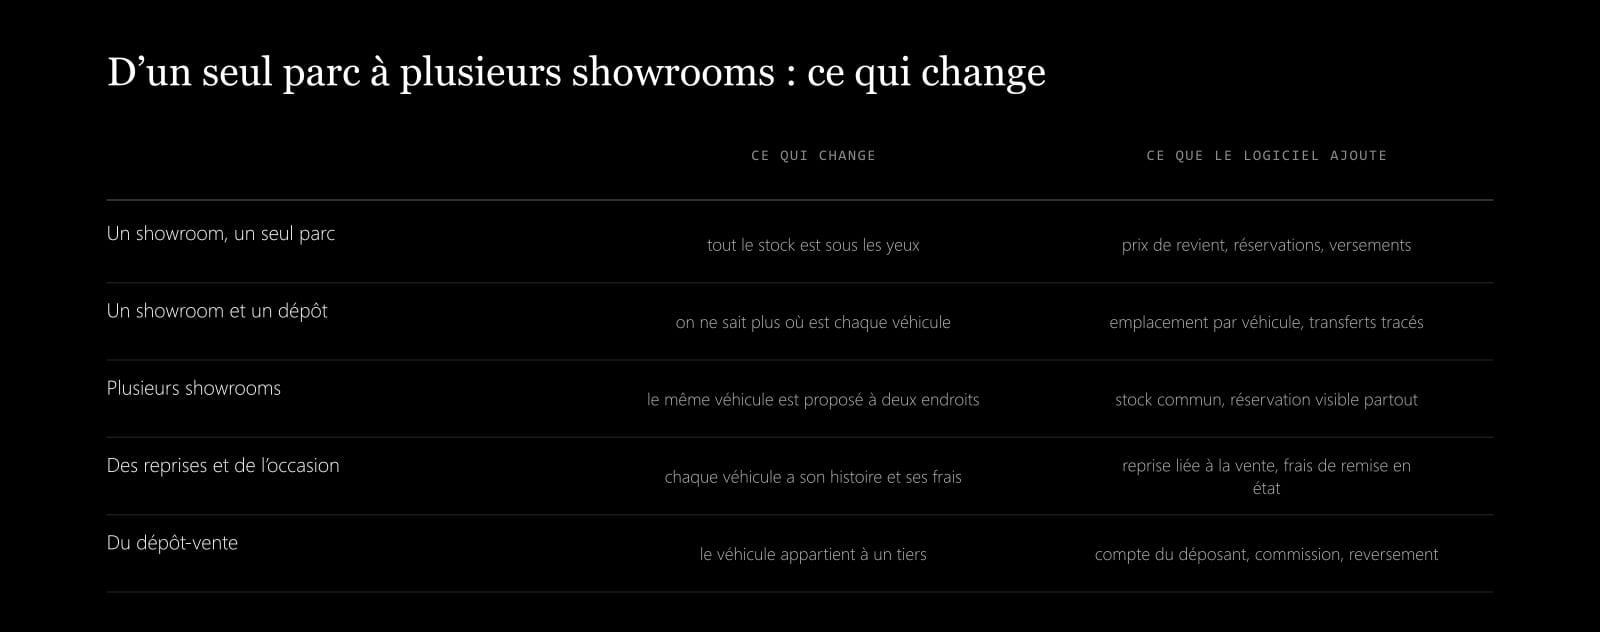 D’un seul parc à plusieurs showrooms : ce qui change
CE QUI CHANGE
CE QUE LE LOGICIEL AJOUTE
Un showroom, un seul parc
tout le stock est sous les yeux
prix de revient, réservations, versements
Un showroom et un dépôt
on ne sait plus où est chaque véhicule
emplacement par véhicule, transferts tracés
Plusieurs showrooms
le même véhicule est proposé à deux endroits
stock commun, réservation visible partout
Des reprises et de l’occasion
chaque véhicule a son histoire et ses frais
reprise liée à la vente, frais de remise en
état
Du dépôt-vente
le véhicule appartient à un tiers
compte du déposant, commission, reversement